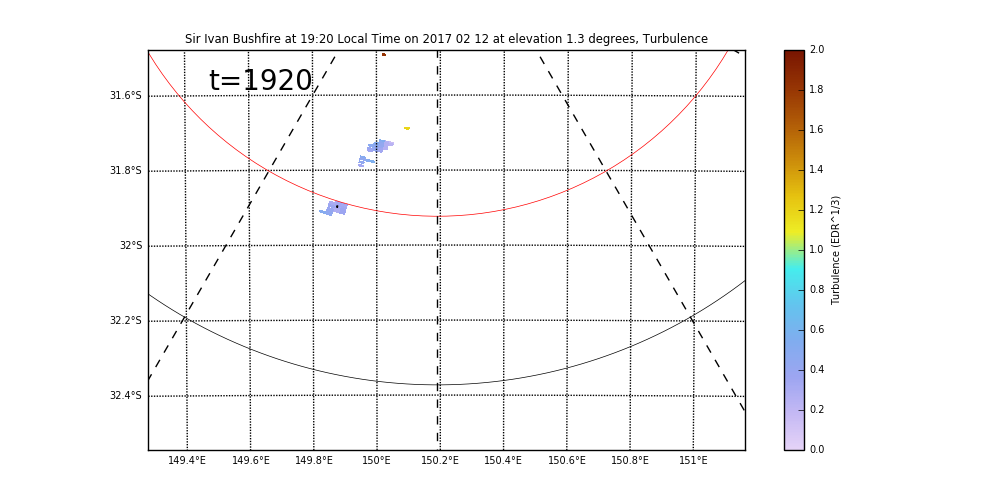 Sir Ivan Bushfire at 19:20 Local Time on 2017 02 12 at elevation 1.3 degrees, Turbulence
t=1920
31.6°S
31.8°S
32°S
32.2°S
32.4°S
149.4°E 149.6°E 149.8°E 150°E 150.2°E 150.4°E 150.6°E 150.8°E 151°E
2.0
1.8
1.6
1.4
1.2
1.0
0.8
0.6
0.4
0.2
0.0
Turbulence (EDR^1/3)